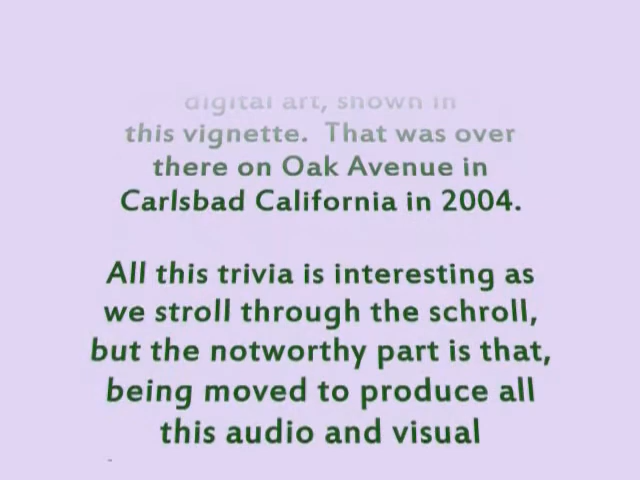 digital art, shown in
this vignette. That was over
there on Oak Avenue in
Carlsbad California in 2004.
All this trivia is interesting as
we stroll through the schroll,
but the notworthy part is that,
being moved to produce all
this audio and visual